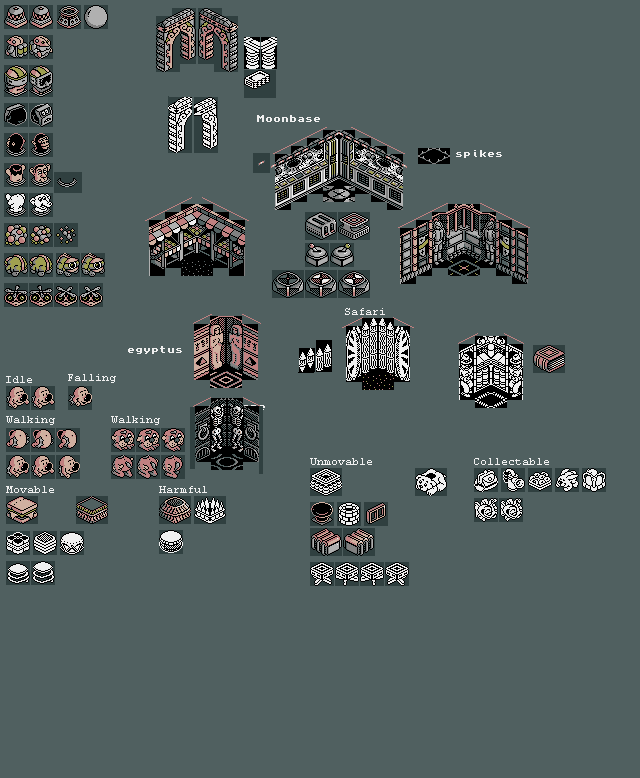 Moonbase
spikes
Safari
egyptus
Idle
Falling
Walking
Walking
Unmovable
Collectable
Movable
Harmful